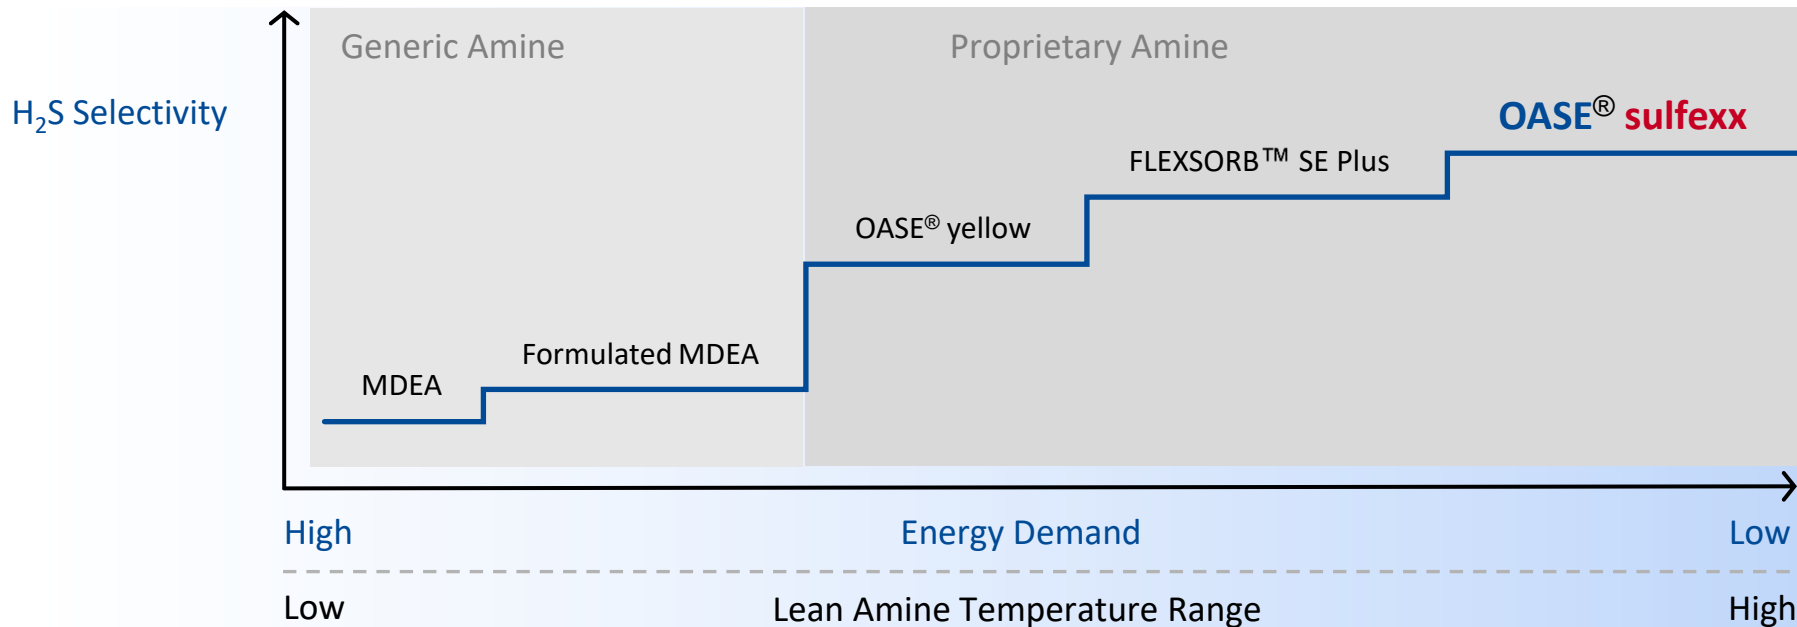 Generic Amine
Proprietary Amine
H₂S Selectivity
OASE® sulfexx
FLEXSORB™ SE Plus
OASE® yellow
Formulated MDEA
MDEA
High Energy Demand Low
Low Lean Amine Temperature Range High